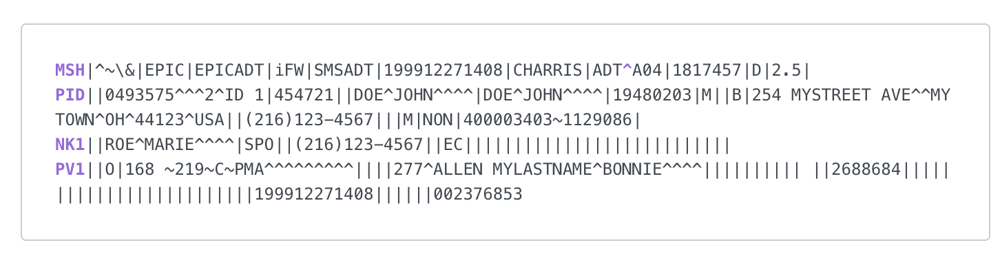 MSH|^~\&|EPIC|EPICADT|iFW|SMSADT|199912271408|CHARRIS|ADT^A04|1817457|D|2.5|
PID||0493575^^^2^ID 1|454721||DOE^JOHN^^^^|DOE^JOHN^^^^|19480203|M||B|254 MYSTREET AVE^^MY
TOWN^OH^44123^USA||(216)123-4567|||M|NON|400003403~1129086|
NK1||ROE^MARIE^^^^|SPO||(216)123-4567||EC|||||||||||||||||||||||||||
PV1||O|168 ~219~C~PMA^^^^^^^^^||||277^ALLEN MYLASTNAME^BONNIE^^^^|||||||||| ||2688684|||||
||||||||||||||||||||199912271408||||||002376853